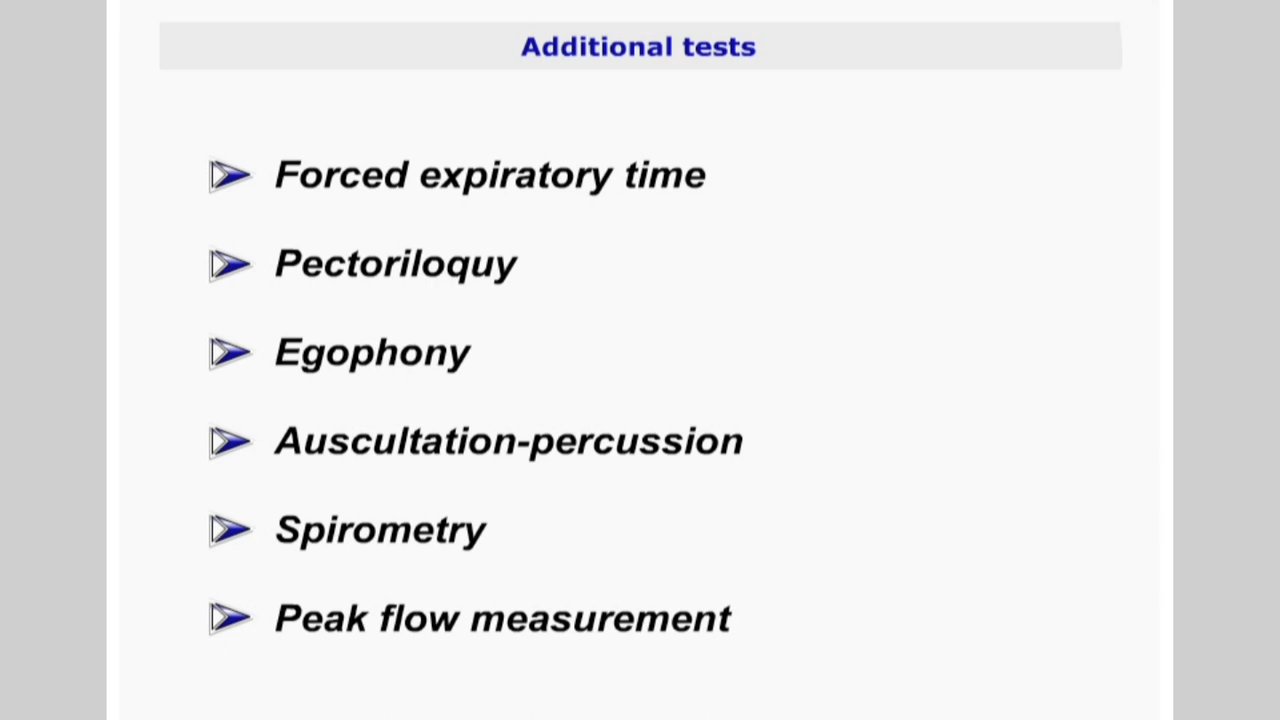 Additional tests
Forced expiratory time
Pectoriloquy
Egophony
Auscultation-percussion
Spirometry
Peak flow measurement